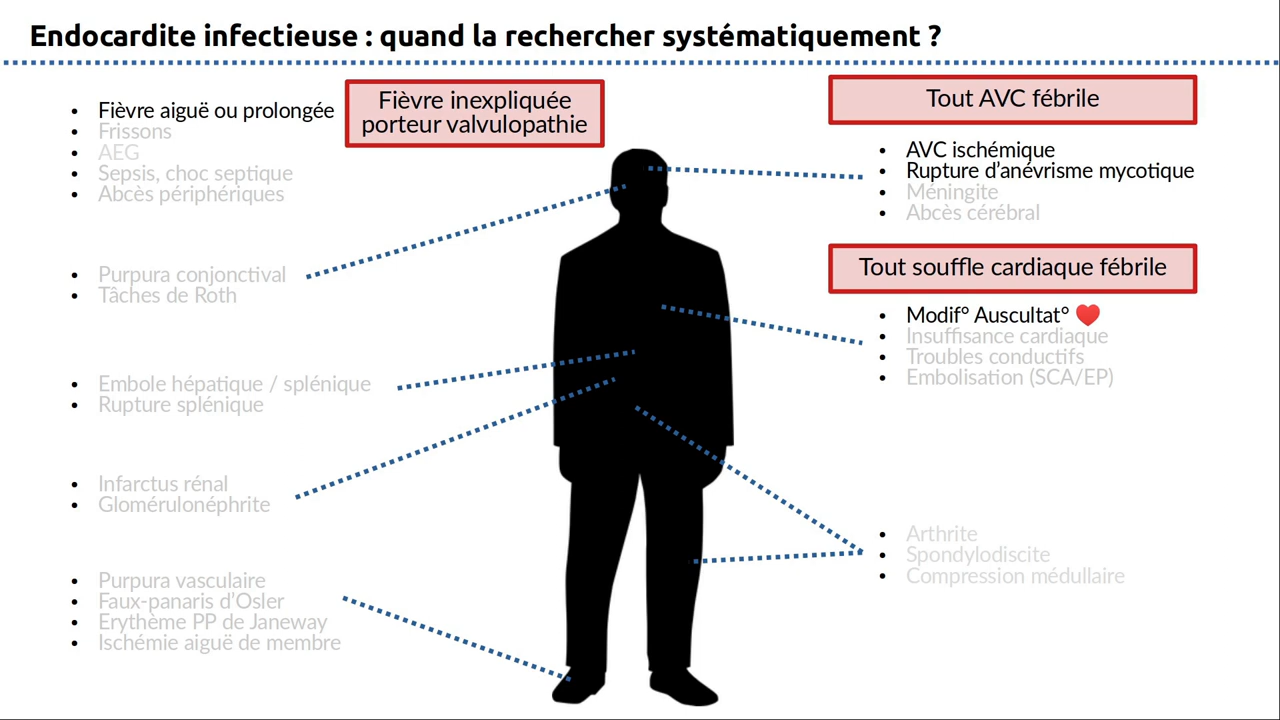 Endocardite infectieuse : quand la rechercher systématiquement ?
Fièvre inexpliquée
porteur valvulopathie
• Fièvre aiguë ou prolongée
• Frissons
• AEG
• Sepsis, choc septique
• Abcès périphériques
• Purpura conjonctival
• Tâches de Roth
• Embole hépatique / splénique
• Rupture splénique
• Infarctus rénal
• Glomérulonéphrite
• Purpura vasculaire
• Faux-panaris d'Osler
• Erythème PP de Janeway
• Ischémie aiguë de membre
Tout AVC fébrile
• AVC ischémique
• Rupture d'anévrisme mycotique
• Méningite
• Abcès cérébral
Tout souffle cardiaque fébrile
• Modif° Auscultat° ♥
• Insuffisance cardiaque
• Troubles conductifs
• Embolisation (SCA/EP)
• Arthrite
• Spondylodiscite
• Compression médullaire